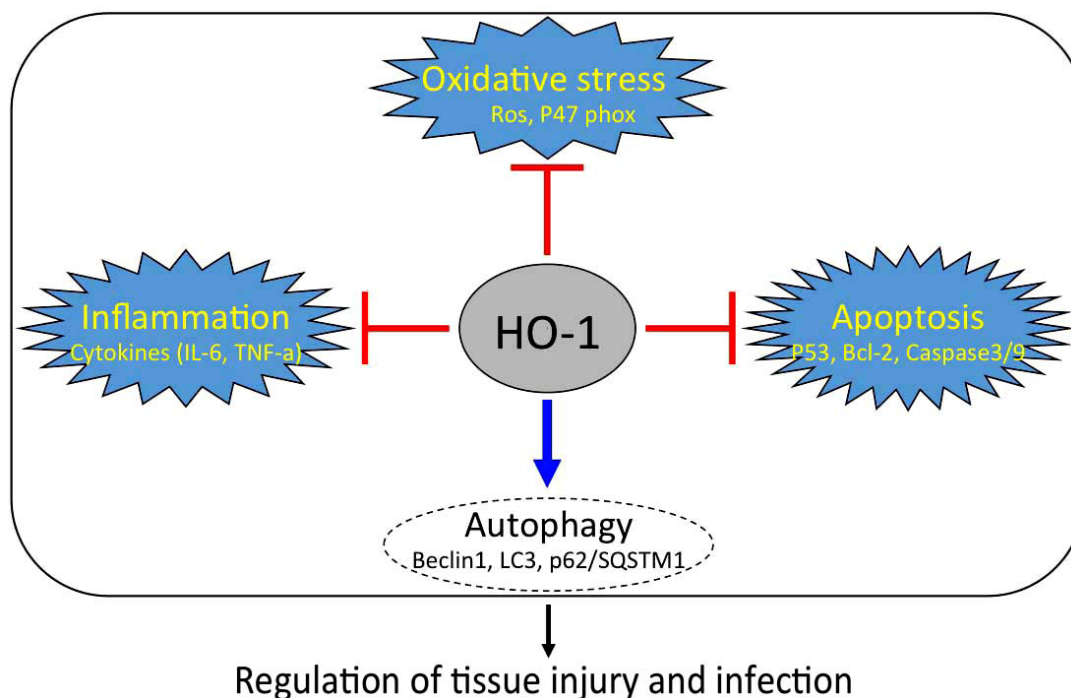 Oxidative stress
Ros, P47 phox
Inflammation
Cytokines (IL-6, TNF-a)
HO-1
Apoptosis
P53, Bcl-2, Caspase3/9
Autophagy
Beclin1, LC3, p62/SQSTM1
Regulation of tissue injury and infection